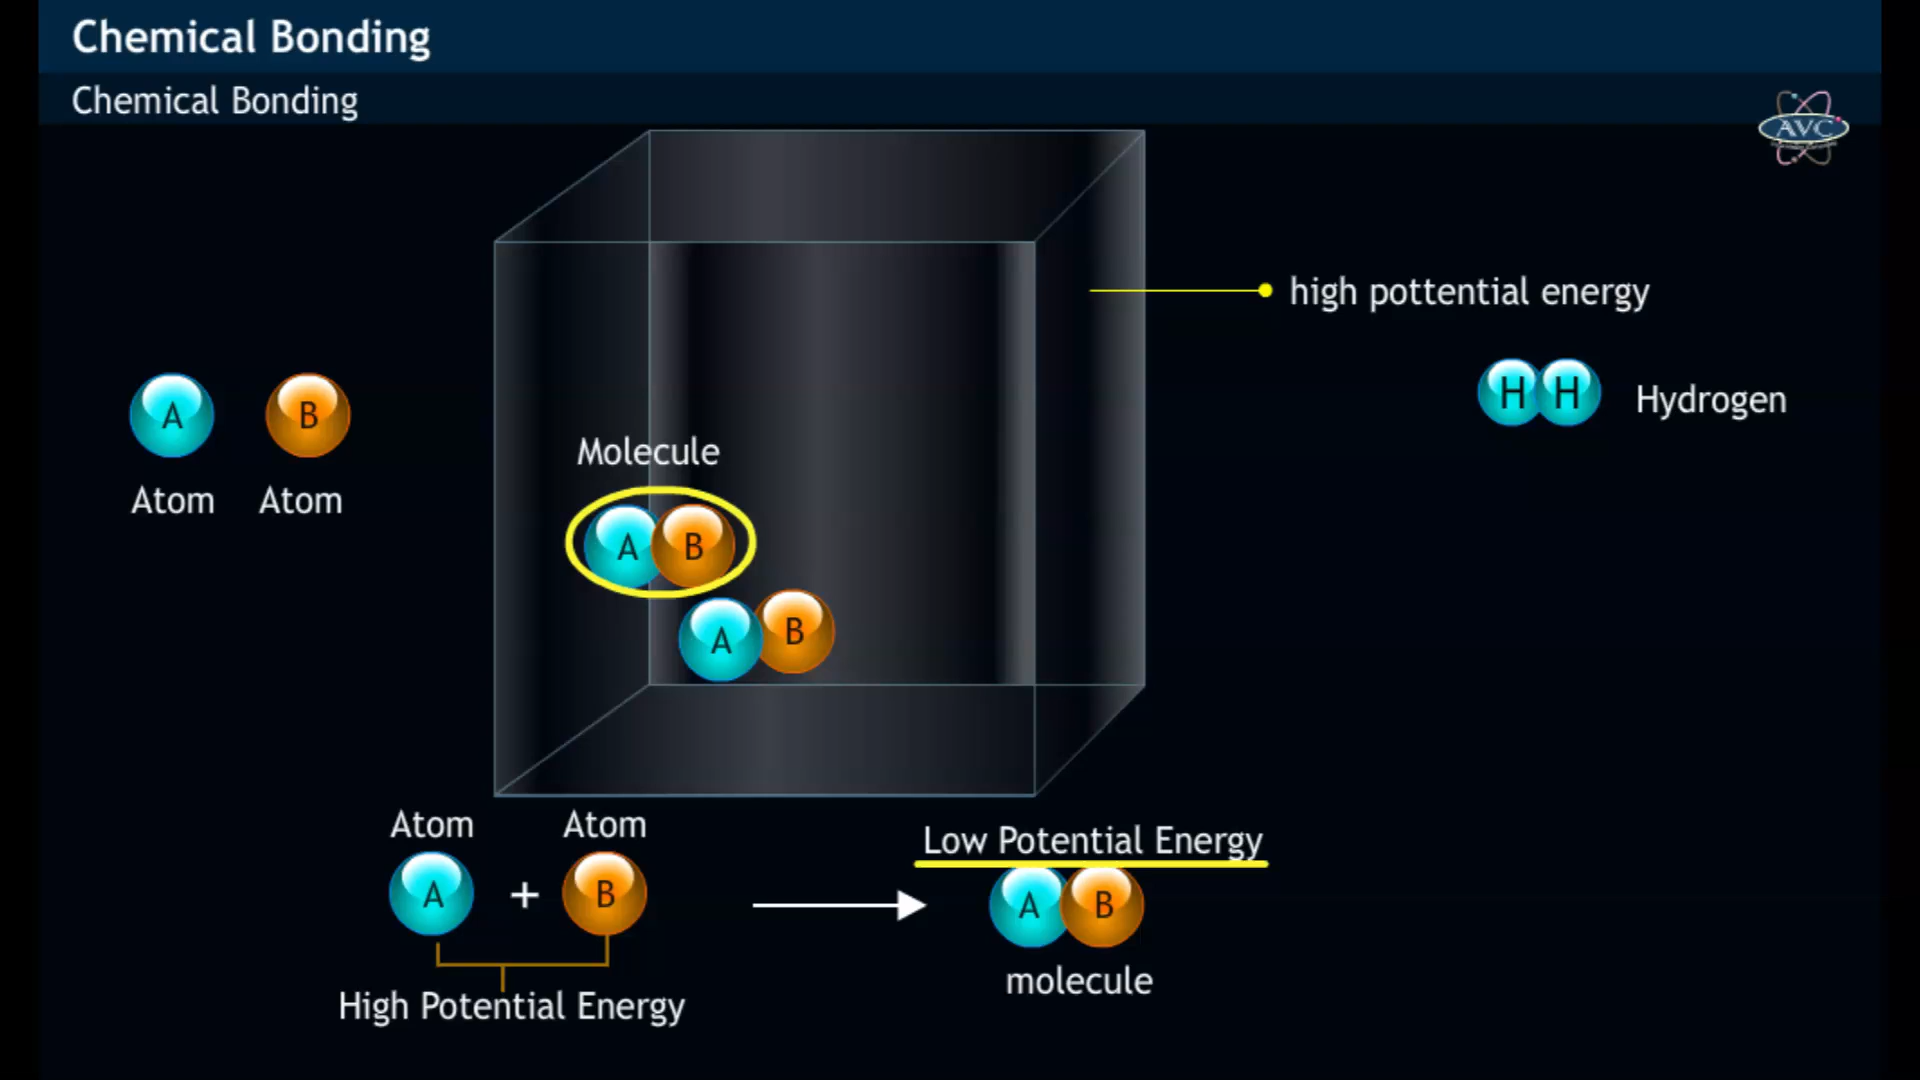 Chemical Bonding
Chemical Bonding
AVC
high pottential energy
H H Hydrogen
A B
Atom Atom
Molecule
A B
A B
Atom Atom
A + B
High Potential Energy
Low Potential Energy
A B
molecule